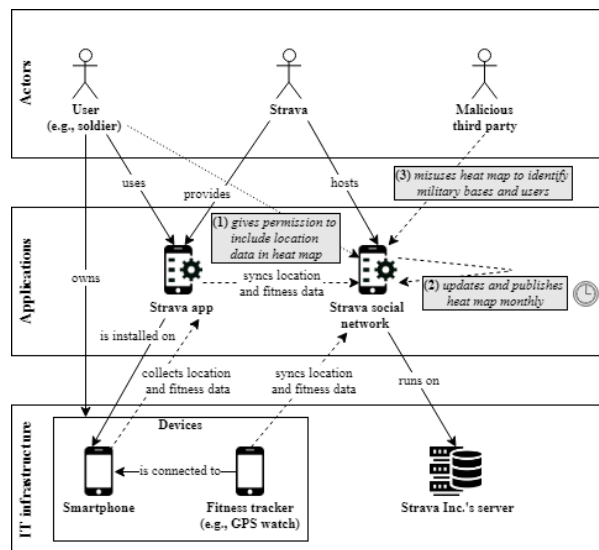 Actors
User
(e.g., soldier)
Strava
Malicious
third party
uses
provides
hosts
(3) misuses heat map to identify
military bases and users
Applications
(1) gives permission to
include location
data in heat map
owns
syncs location
and fitness data
Strava app
Strava social
network
(2) updates and publishes
heat map monthly
is installed on
collects location
and fitness data
syncs location
and fitness data
runs on
IT infrastructure
Devices
is connected to
Smartphone
Fitness tracker
(e.g., GPS watch)
Strava Inc.'s server